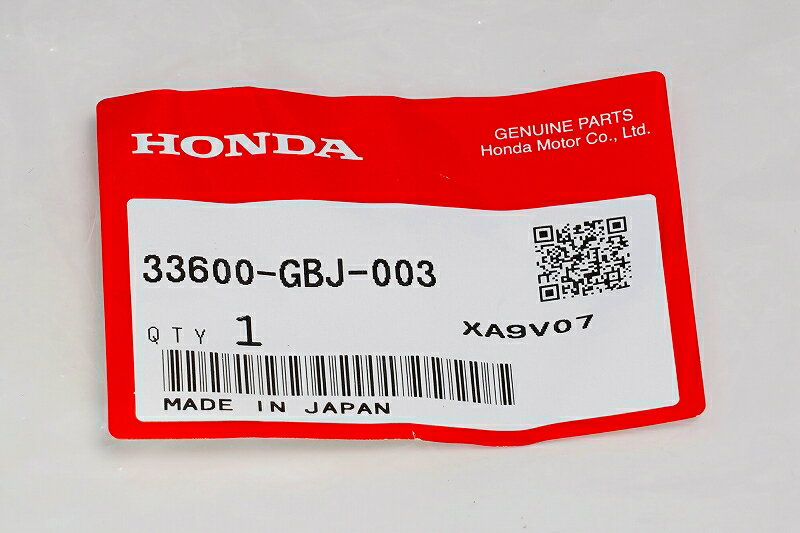 HONDA
GENUINE PARTS
Honda Motor Co., Ltd.
33600-GBJ-003
QTY 1
XA9V07
MADE IN JAPAN